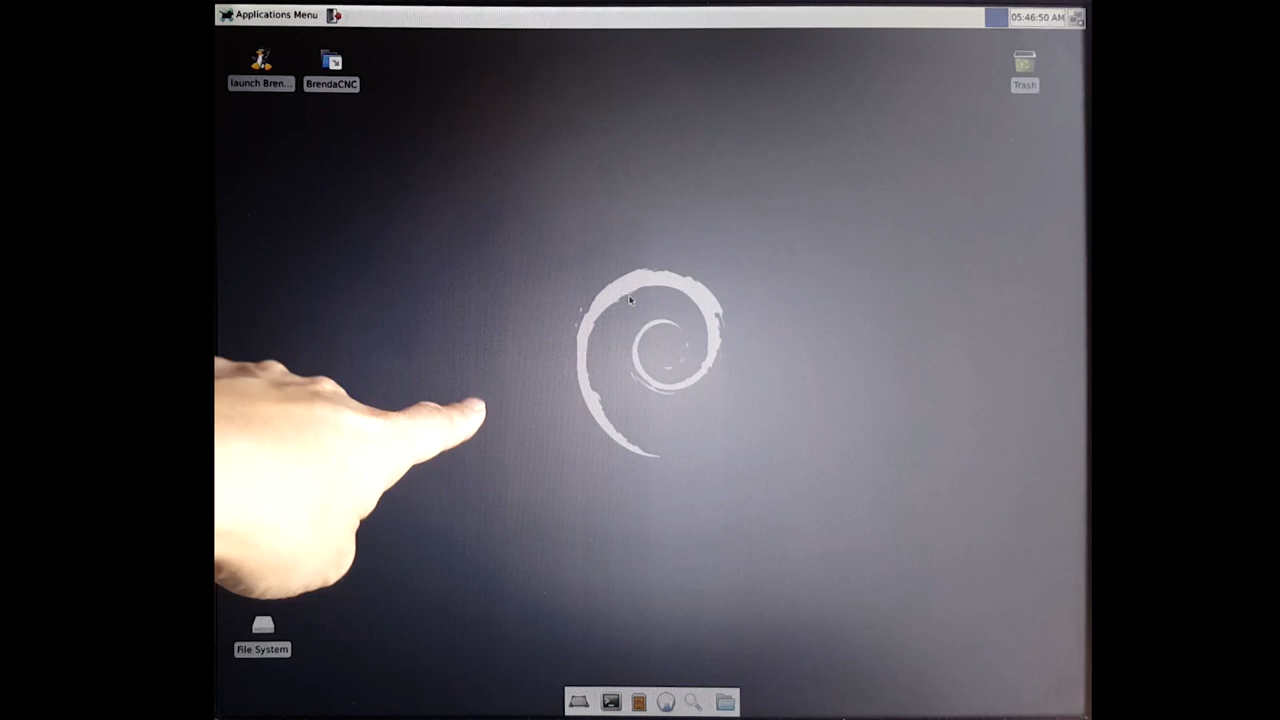 Applications Menu
05:46:50 AM
launch Bren...
BrendaCNC
Trash
File System